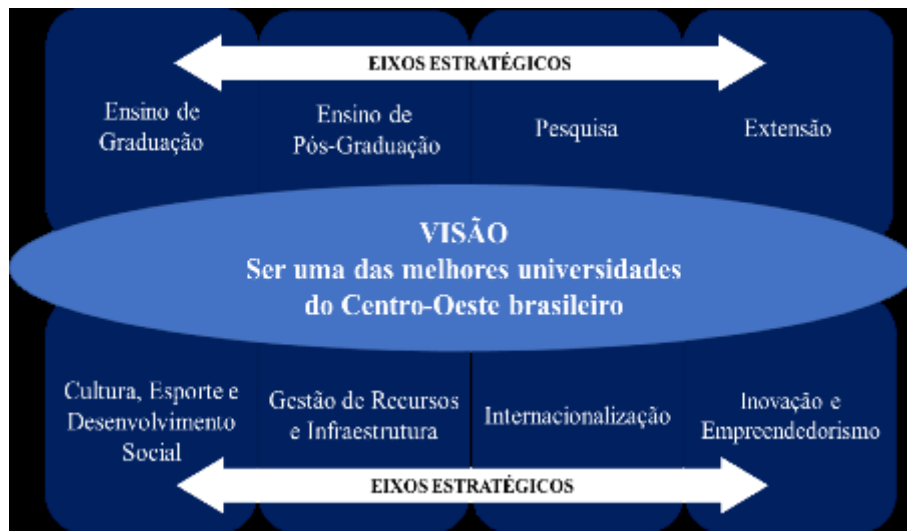 EIXOS ESTRATÉGICOS
Ensino de
Graduação
Ensino de
Pós-Graduação
Pesquisa
Extensão
VISÃO
Ser uma das melhores universidades
do Centro-Oeste brasileiro
Cultura, Esporte e
Desenvolvimento
Social
Gestão de Recursos
e Infraestrutura
Internacionalização
Inovação e
Empreendedorismo
EIXOS ESTRATÉGICOS